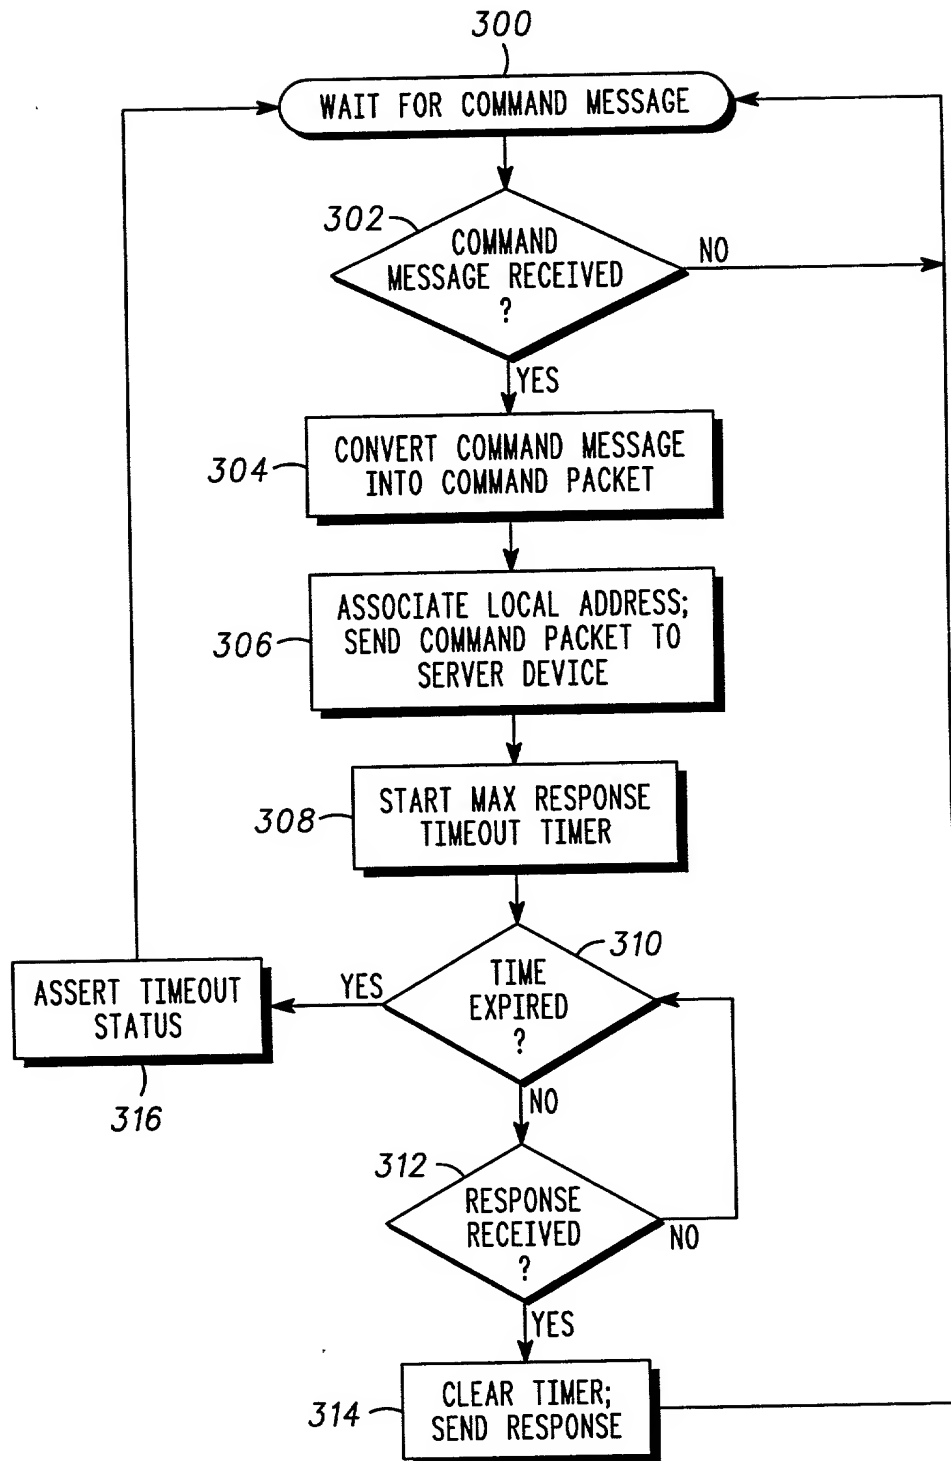 300
WAIT FOR COMMAND MESSAGE
302
COMMAND
MESSAGE RECEIVED
?
NO
YES
304
CONVERT COMMAND MESSAGE
INTO COMMAND PACKET
306
ASSOCIATE LOCAL ADDRESS;
SEND COMMAND PACKET TO
SERVER DEVICE
308
START MAX RESPONSE
TIMEOUT TIMER
310
TIME
EXPIRED
?
YES
ASSERT TIMEOUT
STATUS
316
NO
312
RESPONSE
RECEIVED
?
NO
YES
314
CLEAR TIMER;
SEND RESPONSE